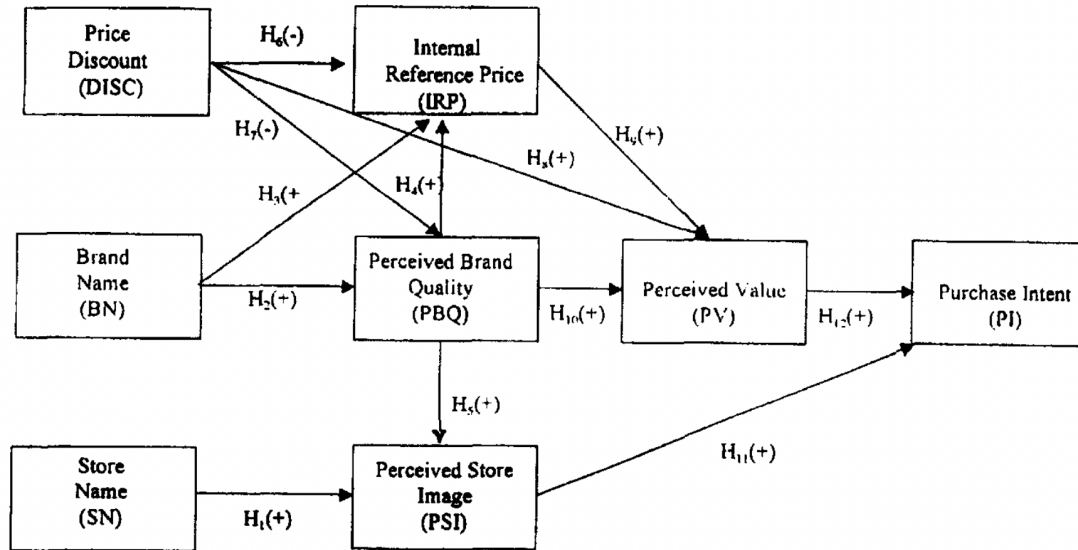 Price
Discount
(DISC)
H₆(-)
Internal
Reference Price
(IRP)
H₇(-)
H₃(+
H₄(+)
H₈(+)
H₉(+)
Brand
Name
(BN)
H₂(+)
Perceived Brand
Quality
(PBQ)
H₁₀(+)
Perceived Value
(PV)
H₁₂(+)
Purchase Intent
(PI)
H₅(+)
Store
Name
(SN)
H₁(+)
Perceived Store
Image
(PSI)
H₁₁(+)